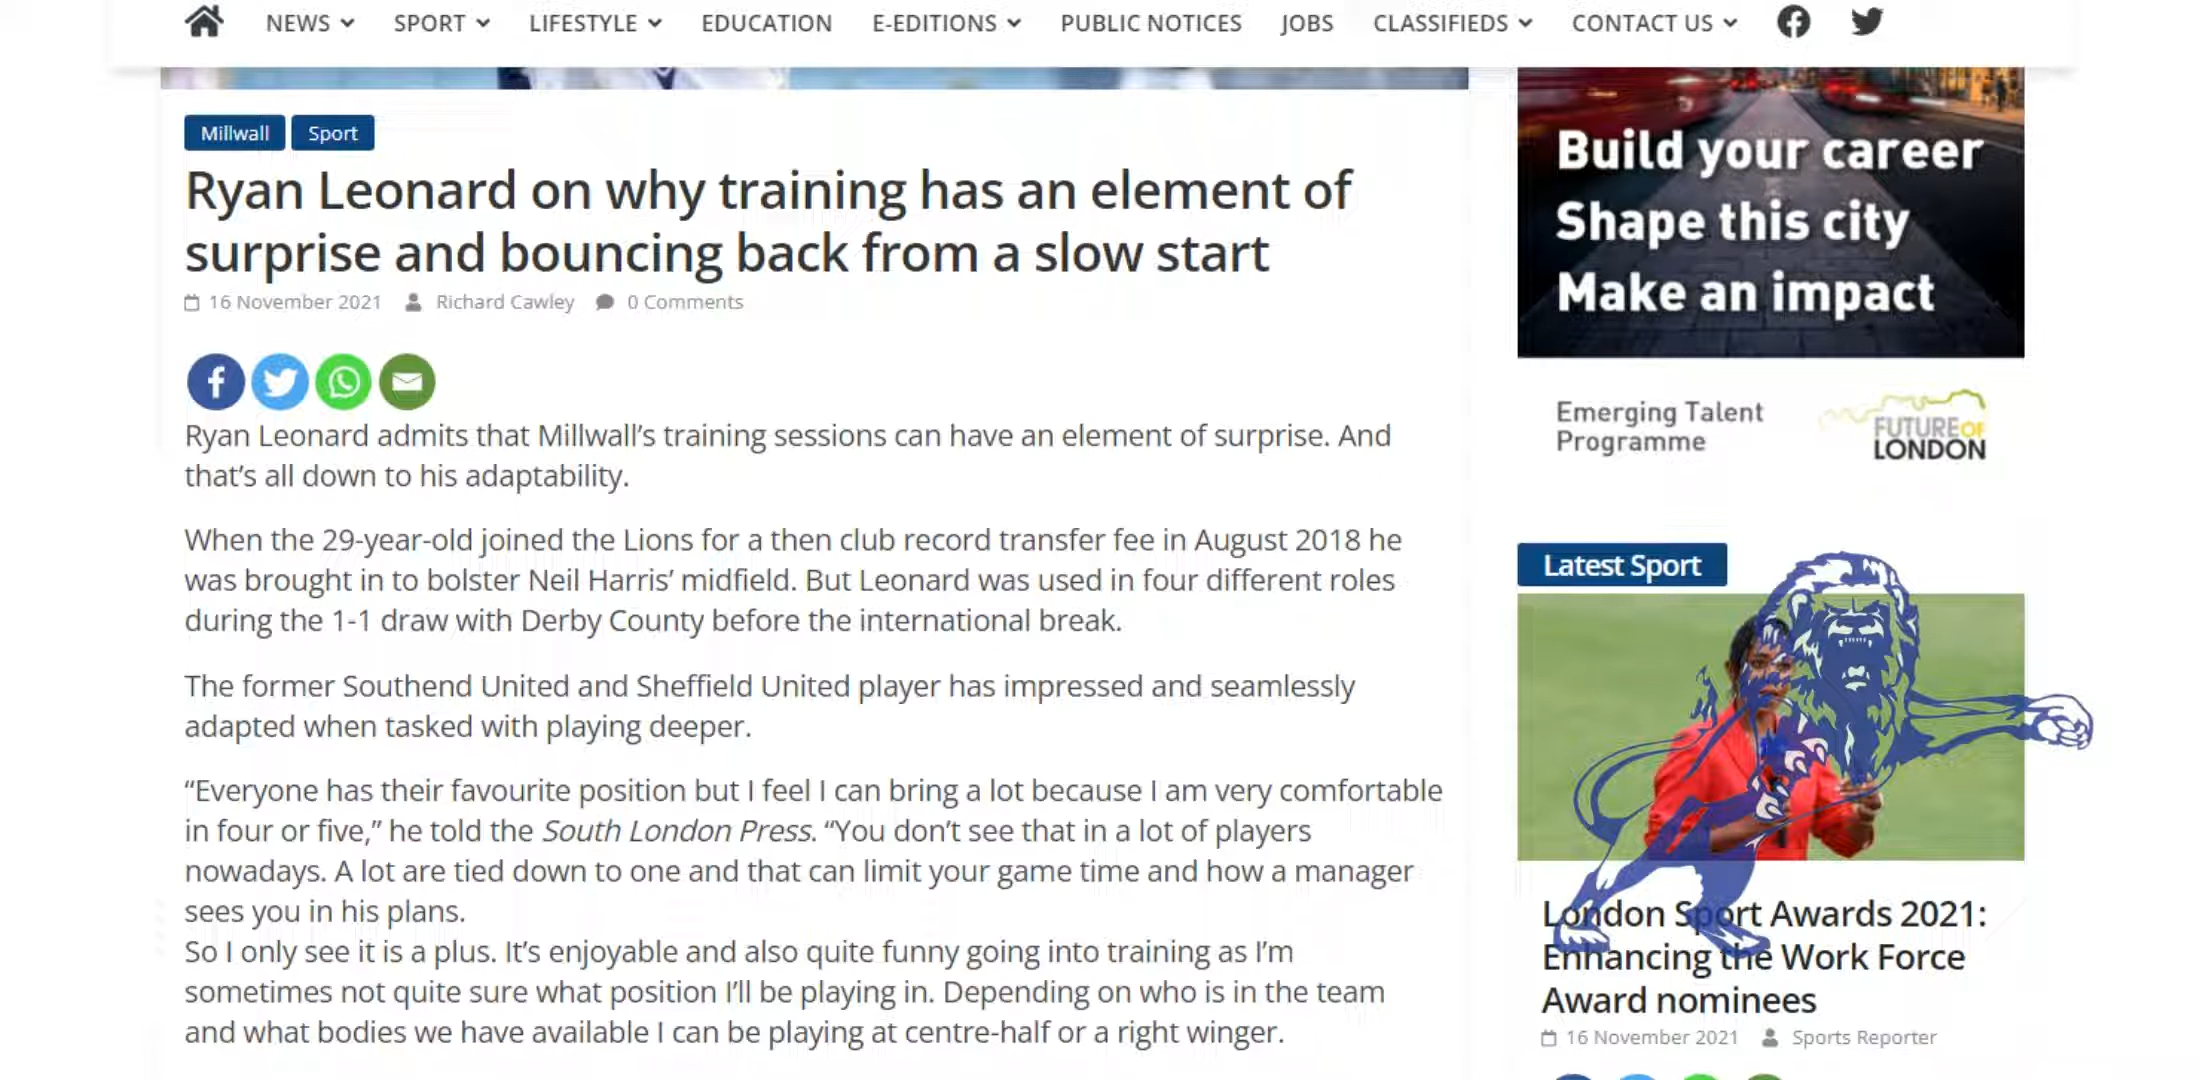 NEWS SPORT LIFESTYLE EDUCATION E-EDITIONS PUBLIC NOTICES JOBS CLASSIFIEDS CONTACT US
Millwall Sport
Ryan Leonard on why training has an element of
surprise and bouncing back from a slow start
16 November 2021 Richard Cawley 0 Comments
Ryan Leonard admits that Millwall’s training sessions can have an element of surprise. And
that’s all down to his adaptability.
When the 29-year-old joined the Lions for a then club record transfer fee in August 2018 he
was brought in to bolster Neil Harris’ midfield. But Leonard was used in four different roles
during the 1-1 draw with Derby County before the international break.
The former Southend United and Sheffield United player has impressed and seamlessly
adapted when tasked with playing deeper.
“Everyone has their favourite position but I feel I can bring a lot because I am very comfortable
in four or five,” he told the South London Press. “You don’t see that in a lot of players
nowadays. A lot are tied down to one and that can limit your game time and how a manager
sees you in his plans.
So I only see it is a plus. It’s enjoyable and also quite funny going into training as I’m
sometimes not quite sure what position I’ll be playing in. Depending on who is in the team
and what bodies we have available I can be playing at centre-half or a right winger.
Build your career
Shape this city
Make an impact
Emerging Talent
Programme
FUTURE OF
LONDON
Latest Sport
London Sport Awards 2021:
Enhancing the Work Force
Award nominees
16 November 2021 Sports Reporter